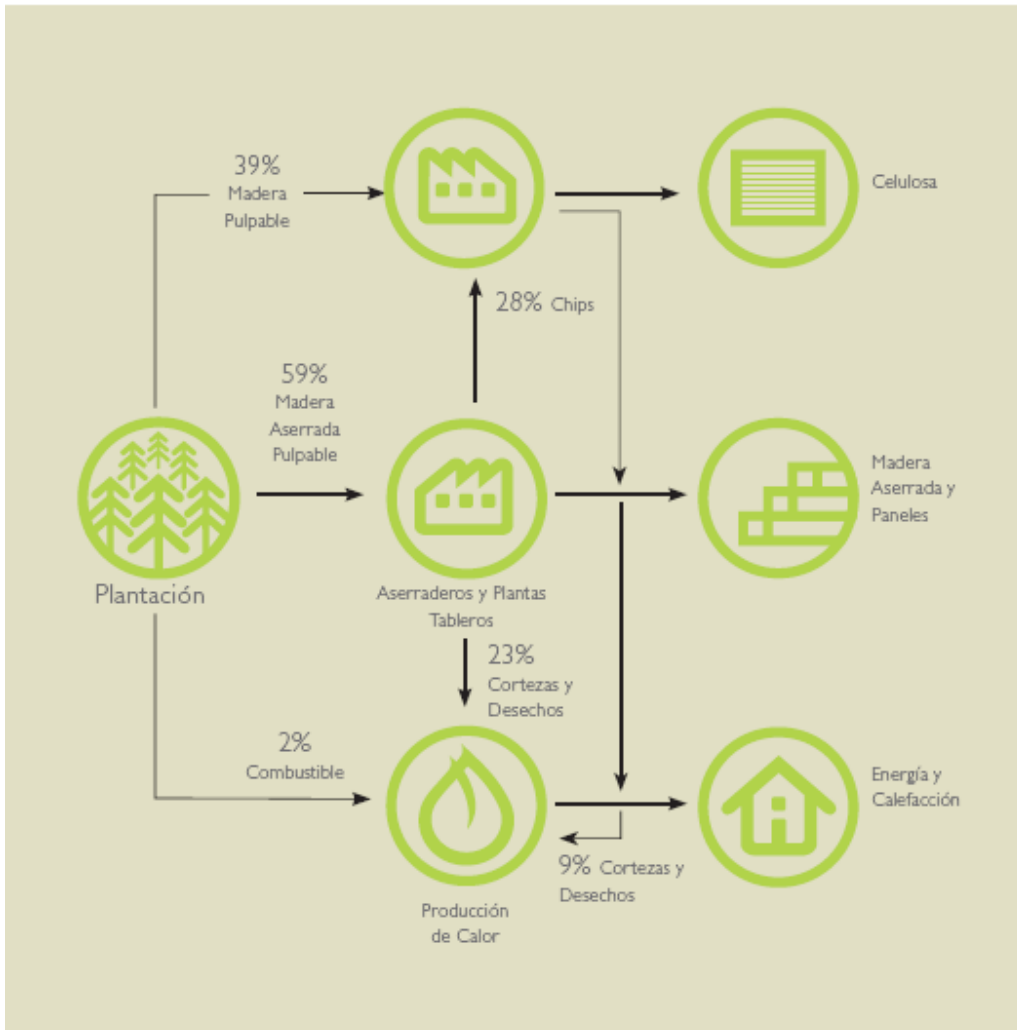 39%
Madera
Pulpable
Celulosa
28% Chips
59%
Madera
Aserrada
Pulpable
Madera
Aserrada y
Paneles
Plantación
Aserraderos y Plantas
Tableros
23%
Cortezas y
Desechos
2%
Combustible
Energía y
Calefacción
9% Cortezas y
Desechos
Producción
de Calor